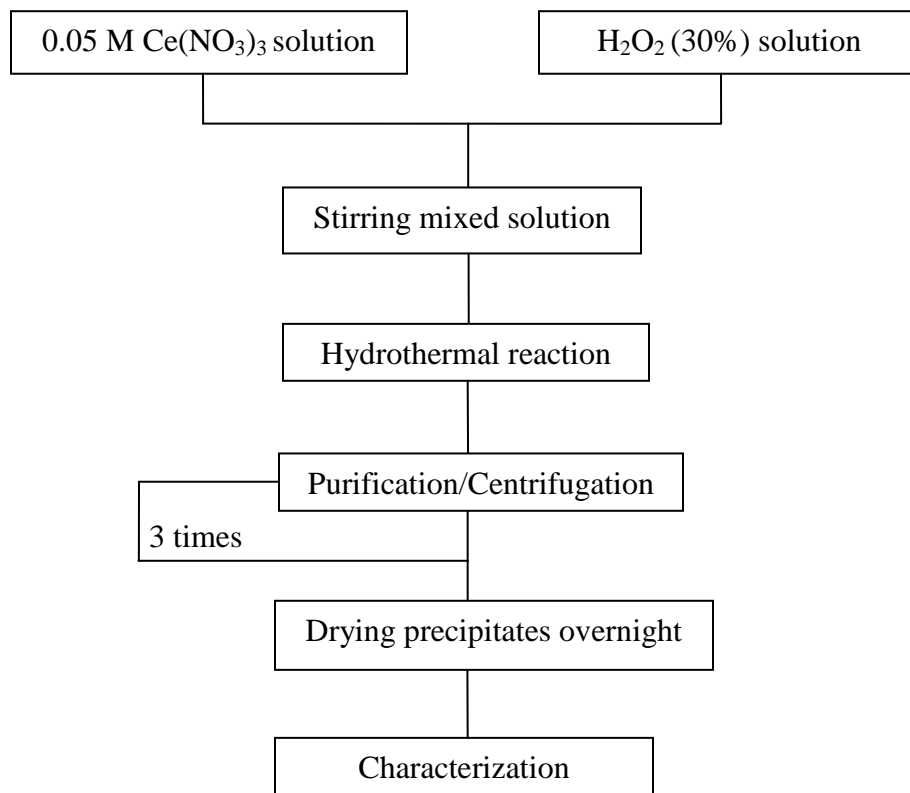 0.05 M Ce(NO₃)₃ solution
H₂O₂ (30%) solution
Stirring mixed solution
Hydrothermal reaction
Purification/Centrifugation
3 times
Drying precipitates overnight
Characterization